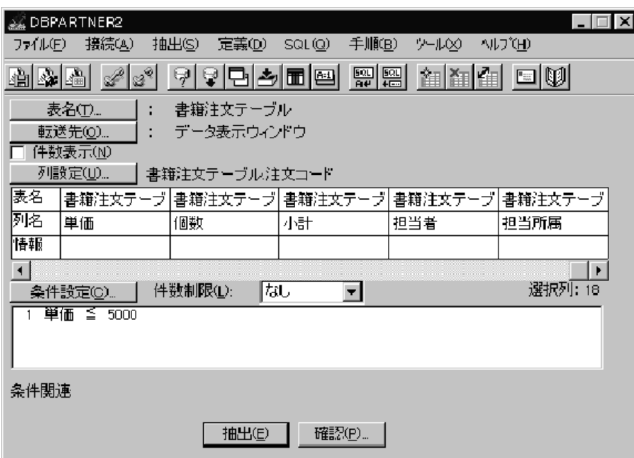 DBPARTNER2
ファイル(F) 接続(A) 抽出(S) 定義(D) SQL(Q) 手順(B) ツール(X) ヘルプ(H)
表名(T)... : 書籍注文テーブル
転送先(O)... : データ表示ウィンドウ
件数表示(N)
列設定(U)... 書籍注文テーブル.注文コード
表名 書籍注文テーブ 書籍注文テーブ 書籍注文テーブ 書籍注文テーブ 書籍注文テーブ
列名 単価 個数 小計 担当者 担当所属
情報
条件設定(C)... 件数制限(L): なし 選択列: 18
1 単価 ≦ 5000
条件関連
抽出(E) 確認(P)...